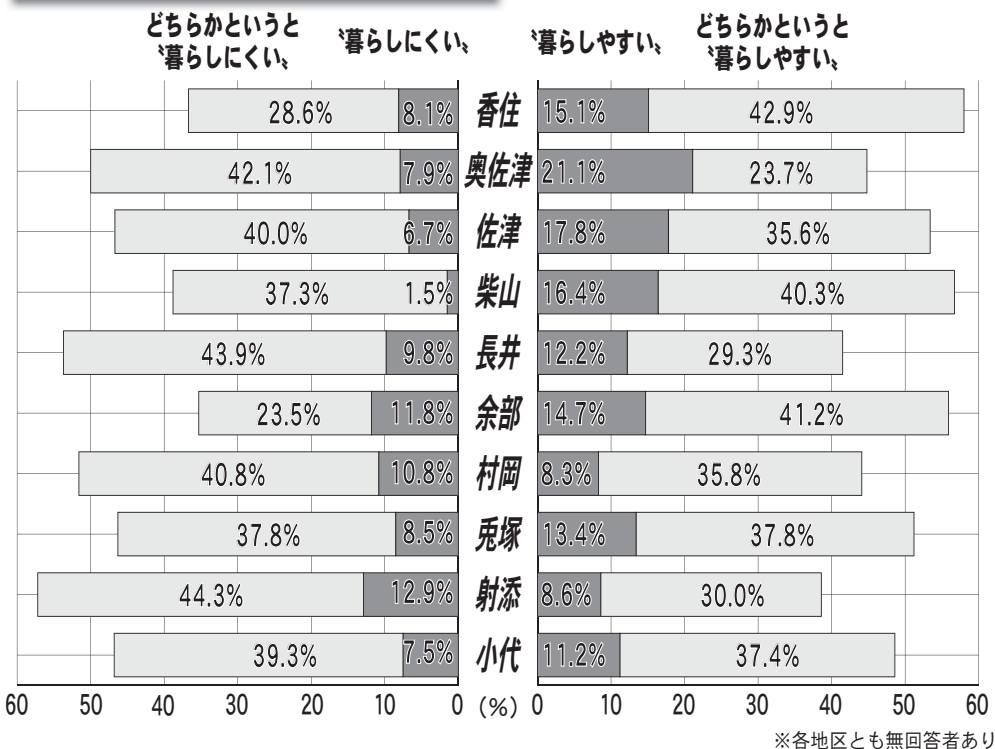 どちらかというと
〝暮らしにくい〟
〝暮らしにくい〟
〝暮らしやすい〟
どちらかというと
〝暮らしやすい〟
28.6% 8.1% 香住 15.1% 42.9%
42.1% 7.9% 奥佐津 21.1% 23.7%
40.0% 6.7% 佐津 17.8% 35.6%
37.3% 1.5% 柴山 16.4% 40.3%
43.9% 9.8% 長井 12.2% 29.3%
23.5% 11.8% 余部 14.7% 41.2%
40.8% 10.8% 村岡 8.3% 35.8%
37.8% 8.5% 兎塚 13.4% 37.8%
44.3% 12.9% 射添 8.6% 30.0%
39.3% 7.5% 小代 11.2% 37.4%
60 50 40 30 20 10 0 (%) 0 10 20 30 40 50 60
※各地区とも無回答者あり